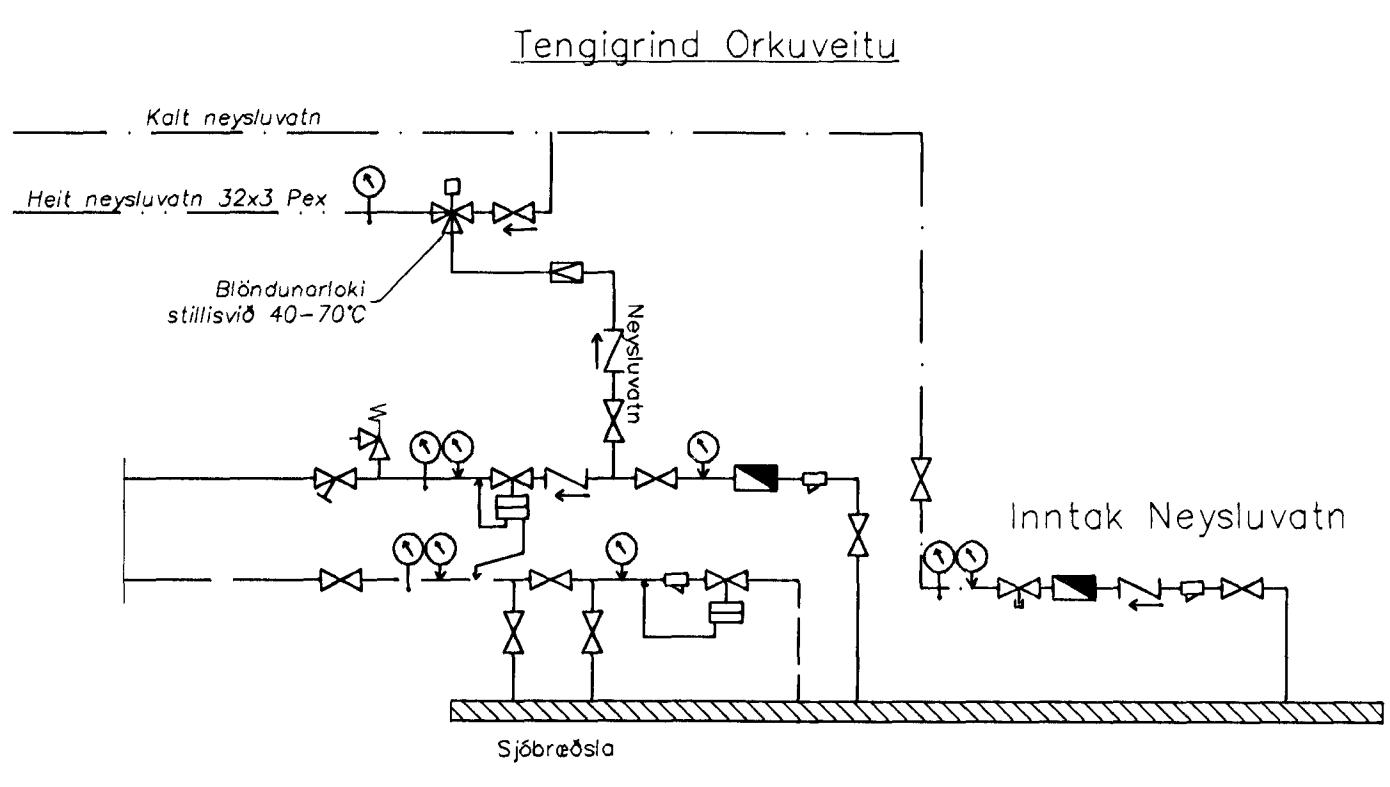 Tengigrind Orkuveitu
Kalt neysluvatn
Heit neysluvatn 32x3 Pex
Blöndunarloki
stillisvið 40-70°C
Neysluvatn
Inntak Neysluvatn
Sjóbræðsla